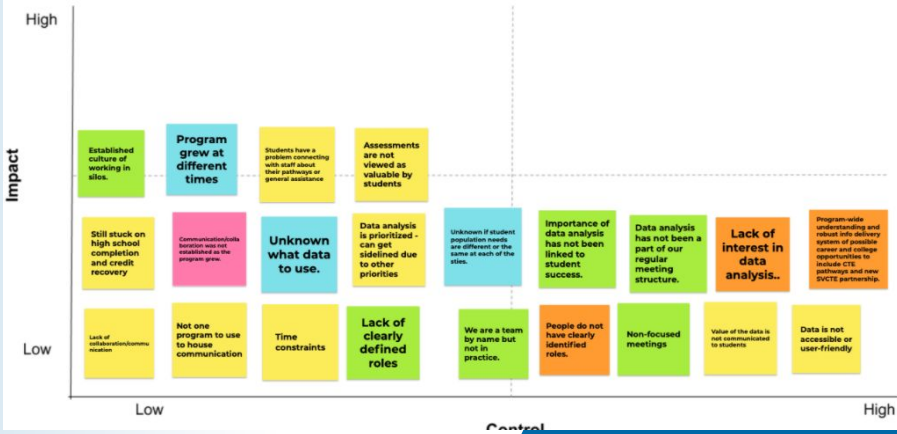 High
Impact
Established
culture of
working in
silos.
Program
grew at
different
times
Students have a
problem connecting
with staff about
their pathways or
general assistance
Assessments
are not
viewed as
valuable by
students
Still stuck on
high school
completion
and credit
recovery
Communication/colla
boration was not
established as the
program grew.
Unknown
what data
to use.
Data analysis
is prioritized -
can get
sidelined due
to other
priorities
Unknown if student
population needs
are different or the
same at each of the
sties.
Importance of
data analysis
has not been
linked to
student
success.
Data analysis
has not been a
part of our
regular
meeting
structure.
Lack of
interest in
data
analysis..
Program-wide
understanding and
robust info delivery
system of possible
career and college
opportunities to
include CTE
pathways and new
SVCTE partnership.
Low
Lack of
collaboration/commu
nication
Not one
program to use
to house
communication
Time
constraints
Lack of
clearly
defined
roles
We are a team
by name but
not in
practice.
People do not
have clearly
identified
roles.
Non-focused
meetings
Value of the data is
not communicated
to students
Data is not
accessible or
user-friendly
Low
High
Control